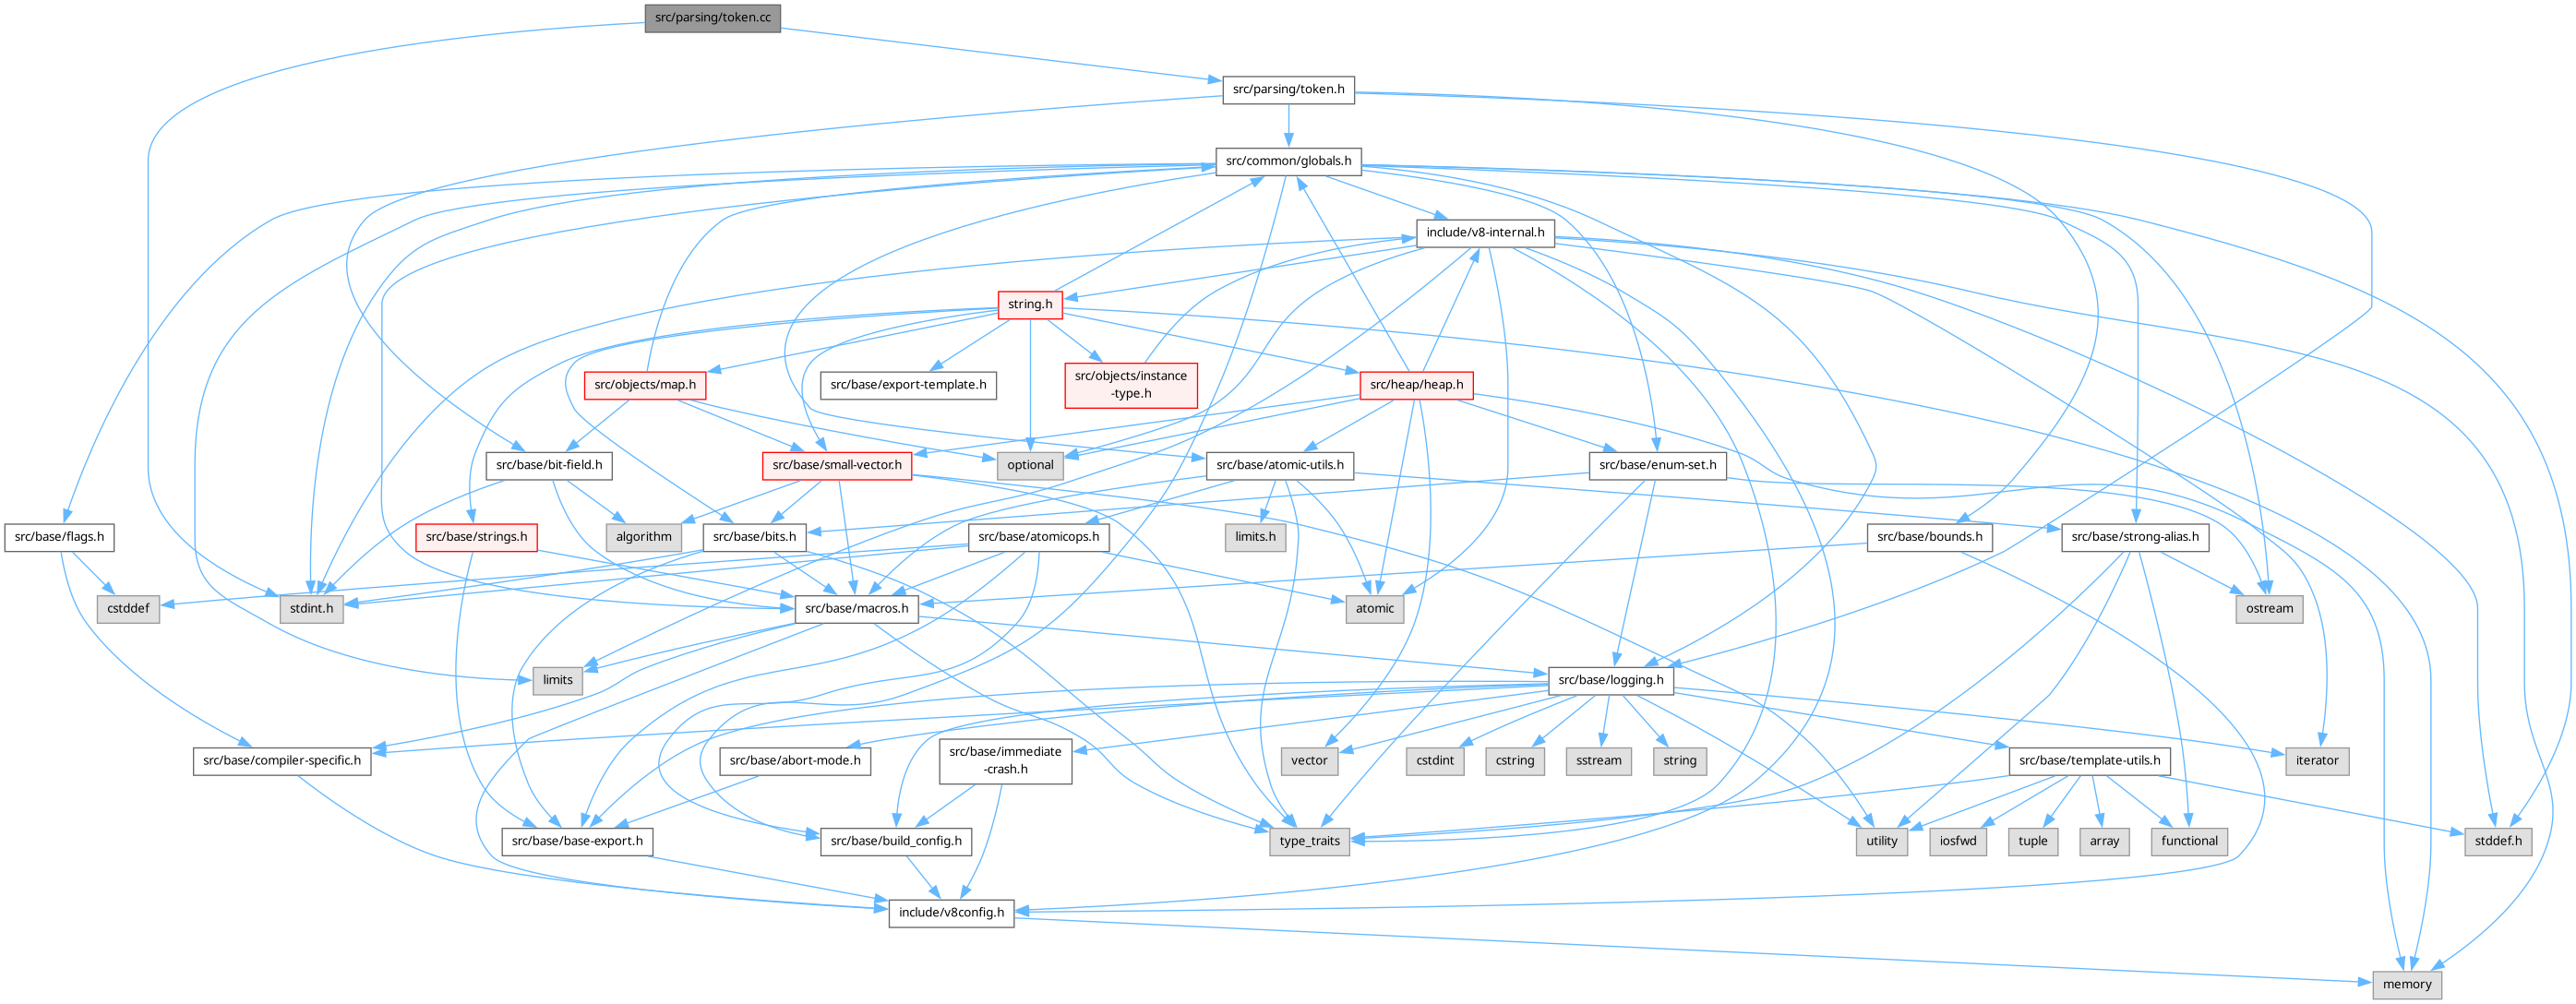 src/parsing/token.cc
src/parsing/token.h
src/common/globals.h
include/v8-internal.h
string.h
src/objects/map.h
src/base/export-template.h
src/objects/instance
-type.h
src/heap/heap.h
src/base/bit-field.h
src/base/small-vector.h
optional
src/base/atomic-utils.h
src/base/enum-set.h
src/base/flags.h
src/base/strings.h
algorithm
src/base/bits.h
src/base/atomicops.h
limits.h
src/base/bounds.h
src/base/strong-alias.h
cstddef
stdint.h
src/base/macros.h
atomic
ostream
limits
src/base/logging.h
src/base/compiler-specific.h
src/base/abort-mode.h
src/base/immediate
-crash.h
vector
cstdint
cstring
sstream
string
src/base/template-utils.h
iterator
src/base/base-export.h
src/base/build_config.h
type_traits
utility
iosfwd
tuple
array
functional
stddef.h
include/v8config.h
memory